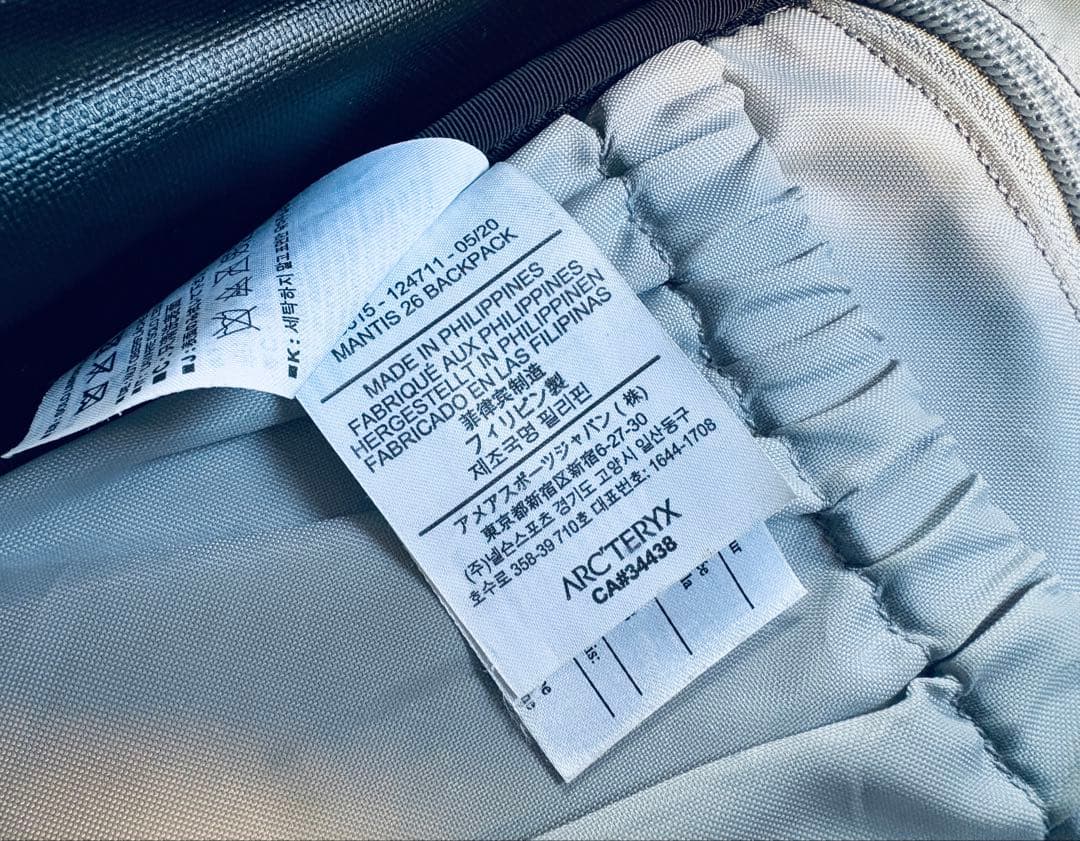 MANTIS 26 BACKPACK
- 124711 - 05/20
MADE IN PHILIPPINES
FABRIQUÉ AUX PHILIPPINES
HERGESTELLT IN PHILIPPINEN
FABRICADO EN LAS FILIPINAS
菲律宾制造
フィリピン製
제조국명 필리핀
アメアスポーツジャパン (株)
東京都新宿区新宿6-27-30
(주)넬슨스포츠 경기도 고양시 일산동구
호수로 358-39 710호 대표번호: 1644-1708
ARC'TERYX
CA#34438
■K: 세탁하지 말고
■J:
■C: